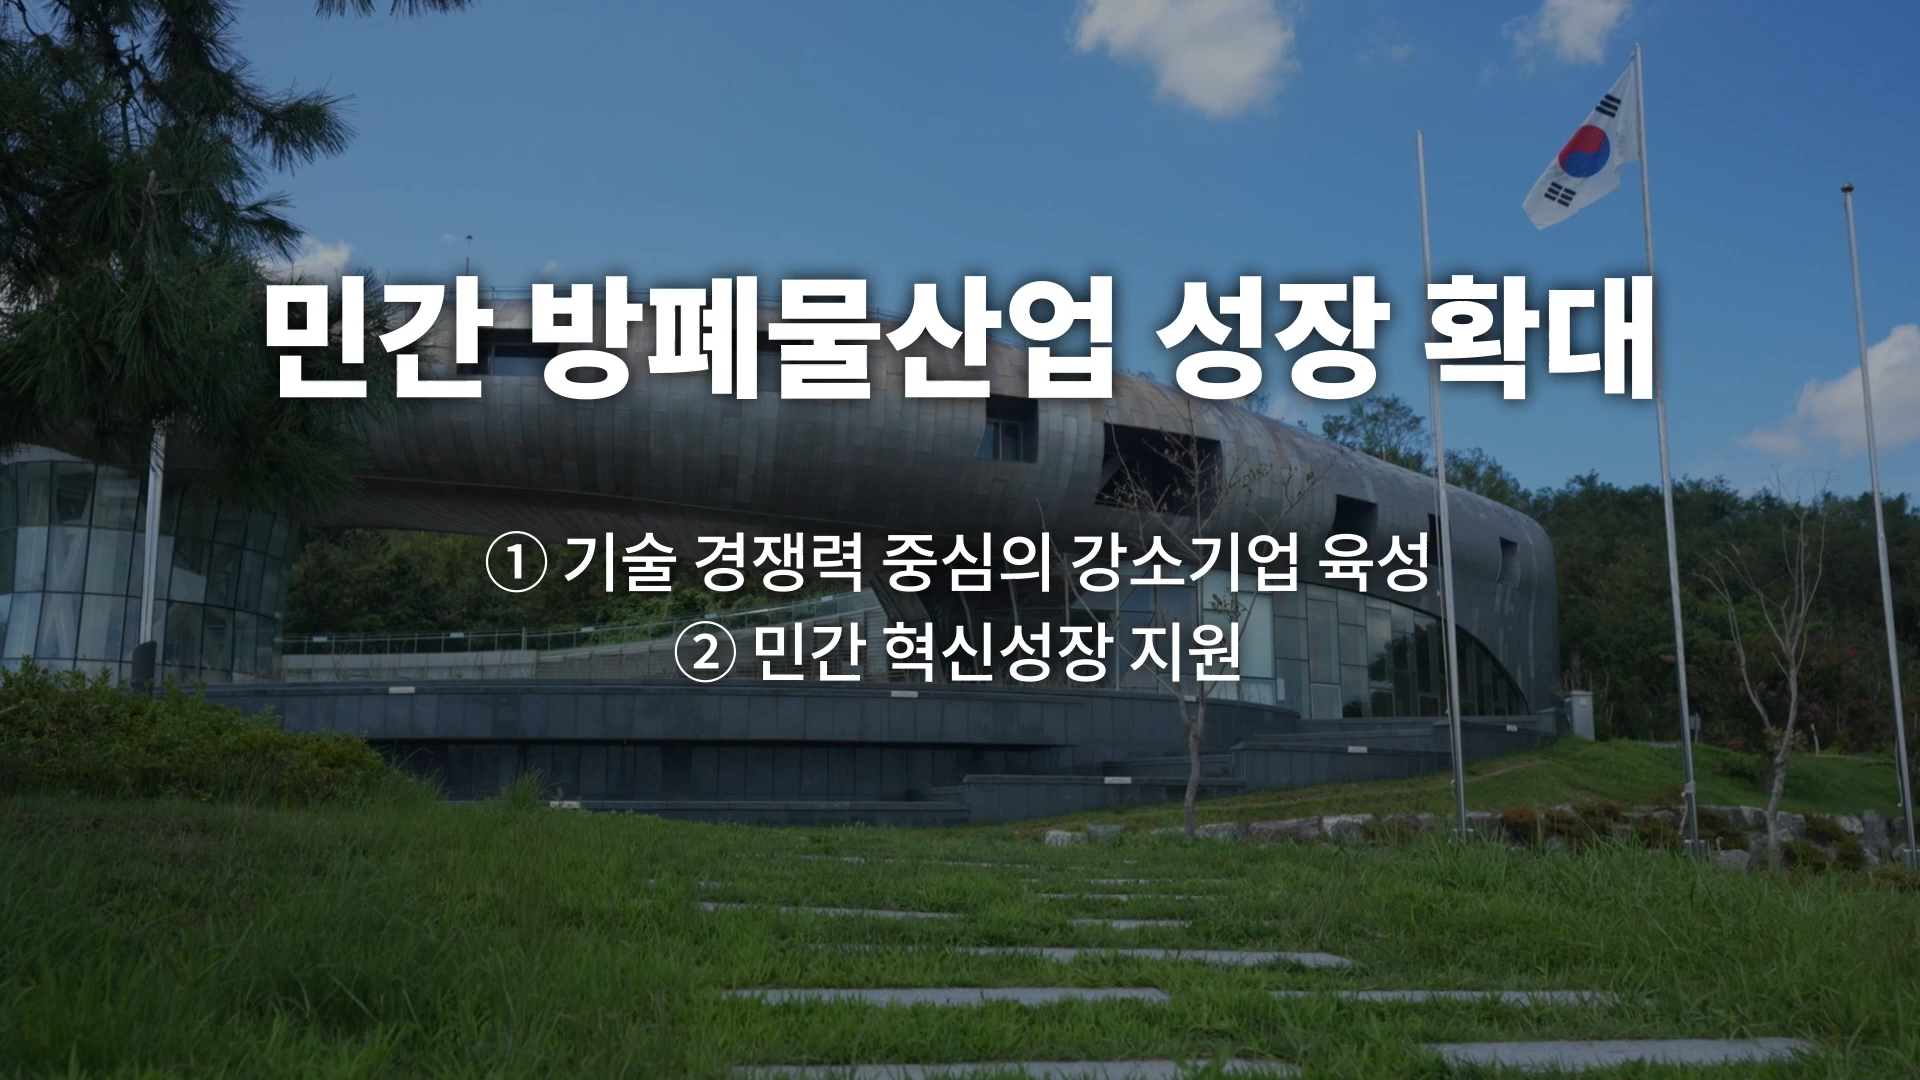 민간 방폐물산업 성장 확대
① 기술 경쟁력 중심의 강소기업 육성
② 민간 혁신성장 지원